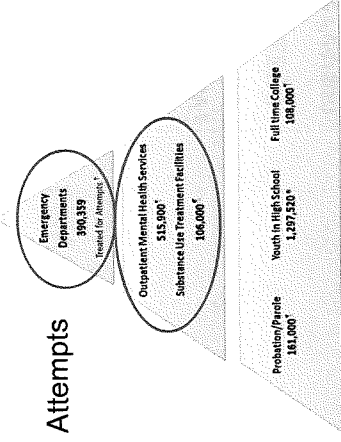 Attempts
Emergency
Departments
390,359
Treated for Attempts †
Outpatient Mental Health Services
515,900¶
Substance Use Treatment Facilities
106,000¶
Probation/Parole
161,000¶
Youth in High School
1,297,520*
Full time College
108,000¶